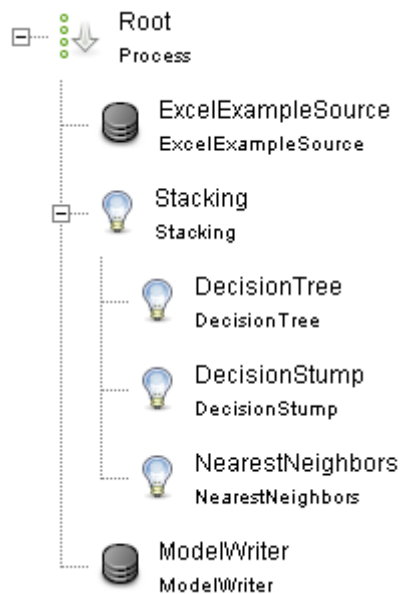 Root
Process
ExcelExampleSource
ExcelExampleSource
Stacking
Stacking
DecisionTree
DecisionTree
DecisionStump
DecisionStump
NearestNeighbors
NearestNeighbors
ModelWriter
ModelWriter